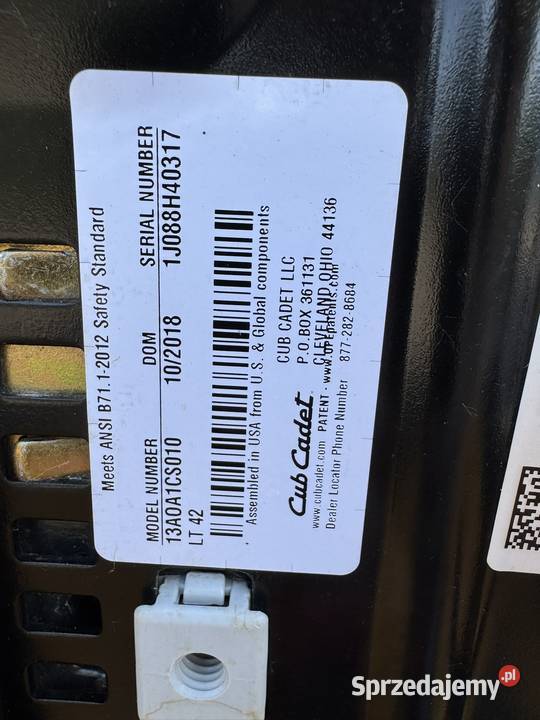 Meets ANSI B71.1-2012 Safety Standard
MODEL NUMBER DOM SERIAL NUMBER
13A0A1CS010 10/2018 1J088H40317
LT 42
Assembled in USA from U.S. & Global components
Cub Cadet
CUB CADET LLC
P.O. BOX 361131
CLEVELAND OHIO 44136
www.cubcadet.com PATENT - www.opepatents.com
Dealer Locator Phone Number 877-282-8684
Sprzedajemy.pl